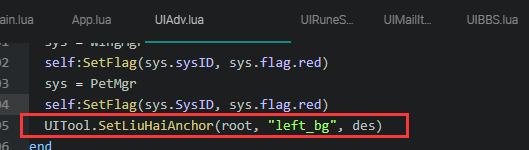 ain.lua App.lua UIAdv.lua UIRuneS... UIMailIt... UIBBS.lua
sys = WingMgr
02 self:SetFlag(sys.sysID, sys.flag.red)
03 sys = PetMgr
04 self:SetFlag(sys.SysID, sys.flag.red)
05 UITool.SetLiuHaiAnchor(root, "left_bg", des)
end